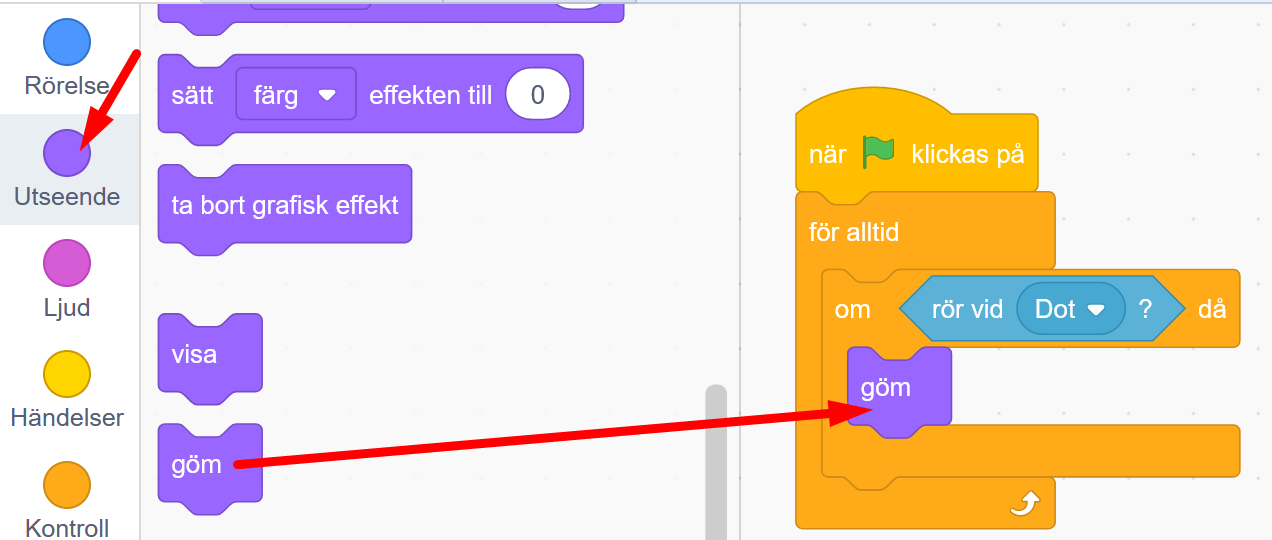 Rörelse
Utseende
Ljud
Händelser
Kontroll
sätt färg effekten till 0
ta bort grafisk effekt
visa
göm
när klickas på
för alltid
om rör vid Dot ? då
göm